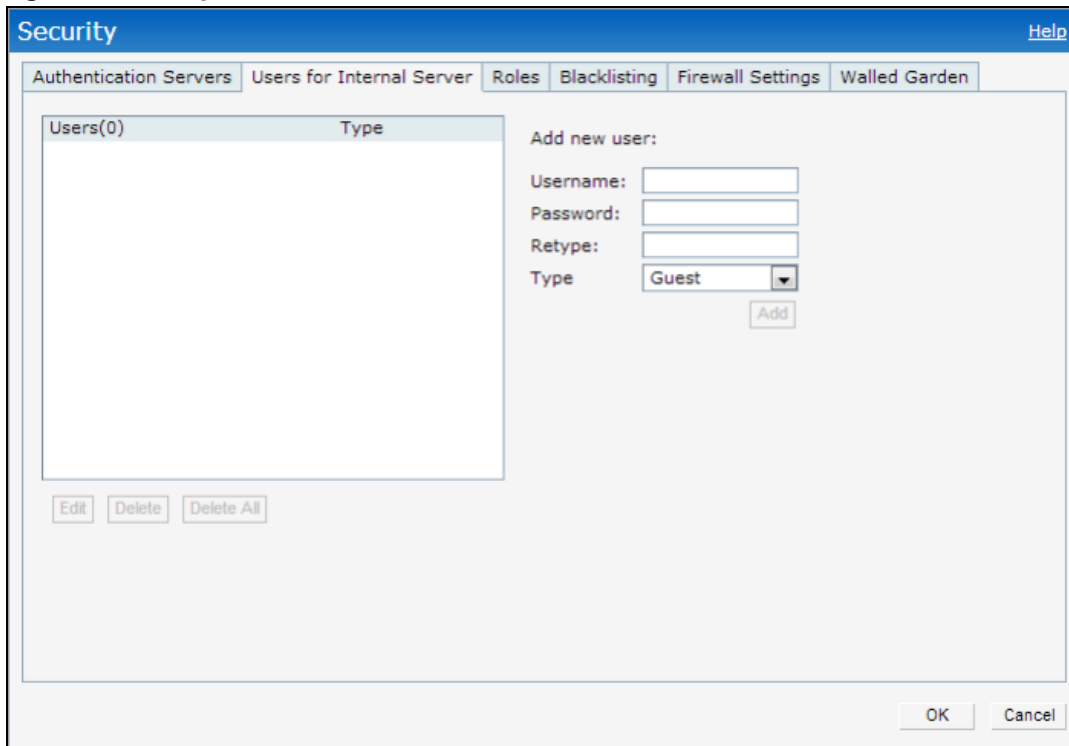 Security Help
Authentication Servers Users for Internal Server Roles Blacklisting Firewall Settings Walled Garden
Users(0) Type
Add new user:
Username:
Password:
Retype:
Type Guest
Add
Edit Delete Delete All
OK Cancel